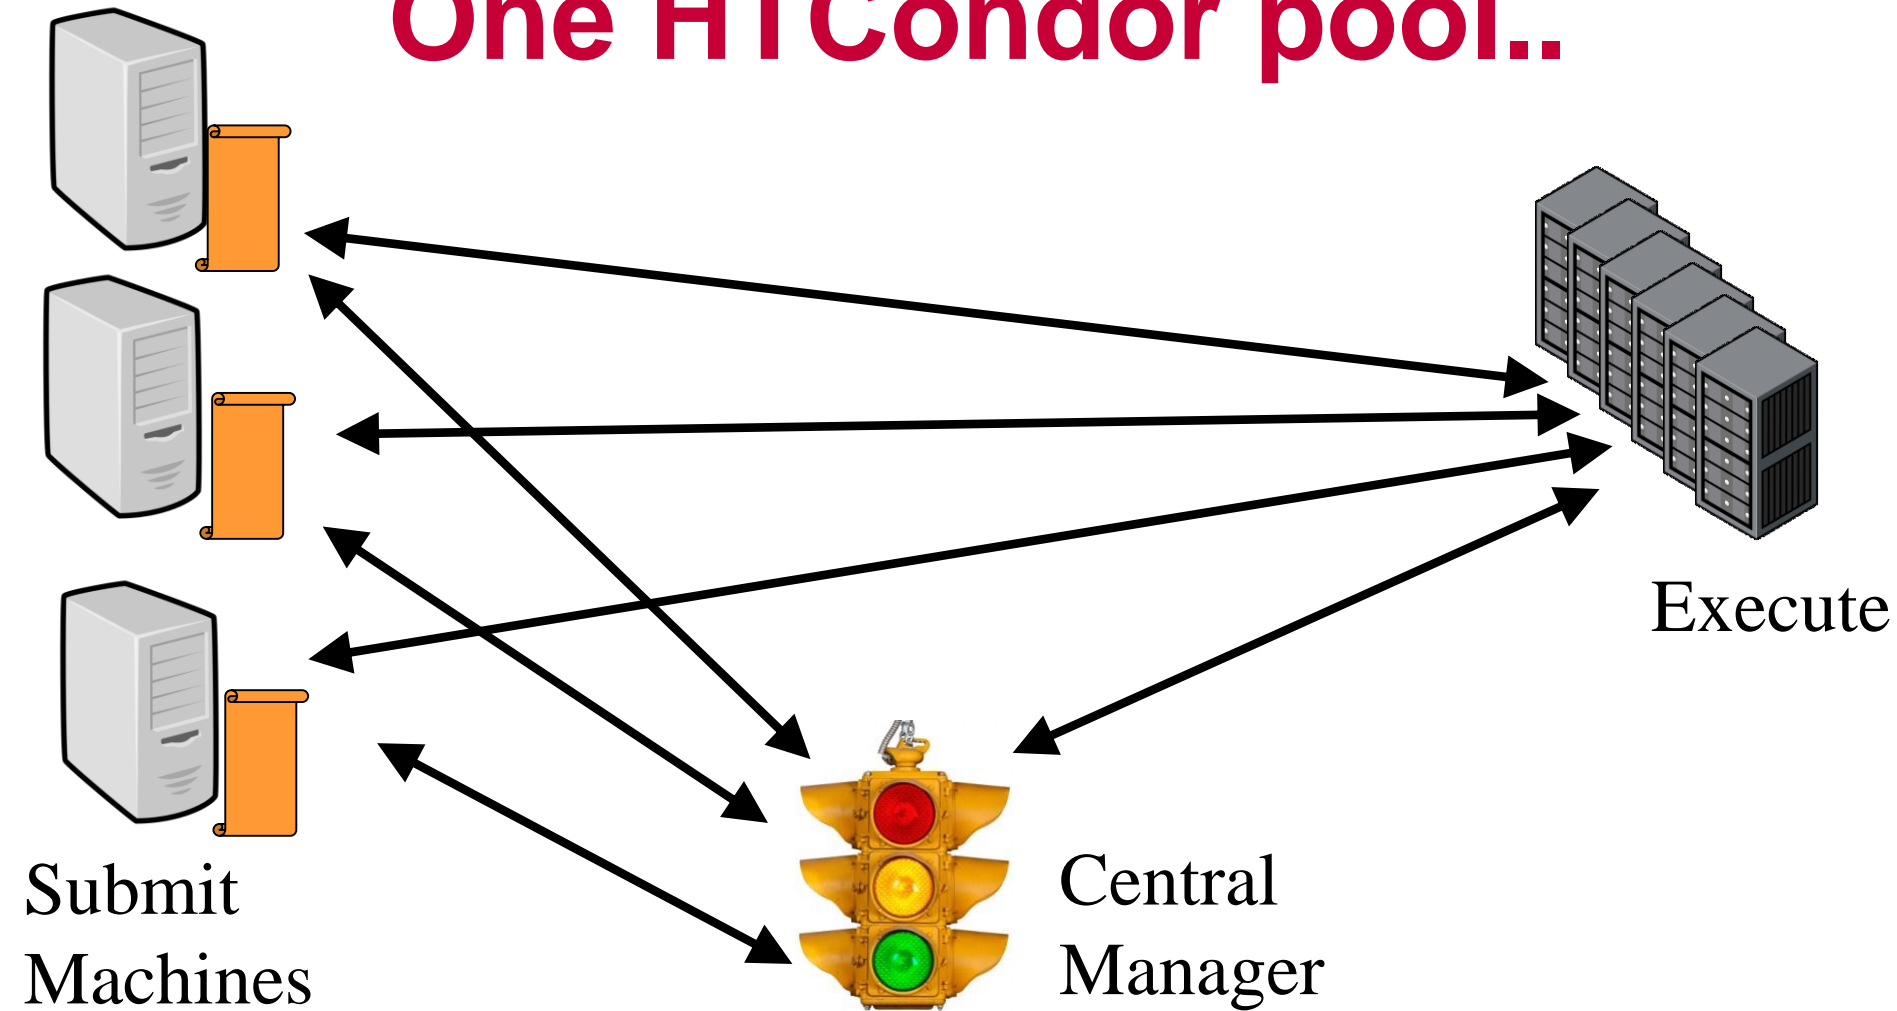 One HTCondor pool..
Execute
Submit
Machines
Central
Manager